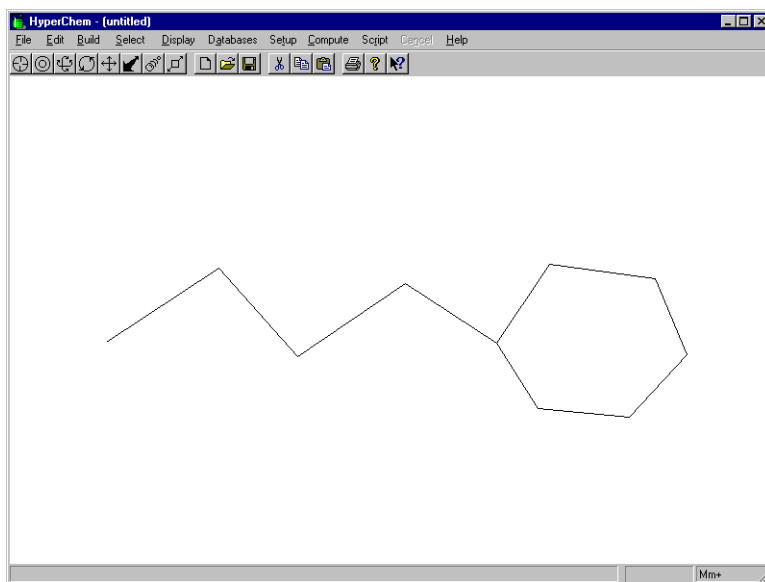 HyperChem - (untitled)
File Edit Build Select Display Databases Setup Compute Script Cancel Help
Mm+